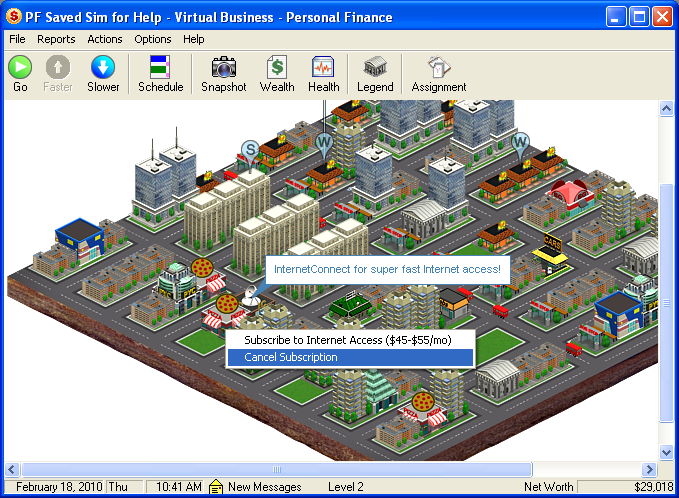 PF Saved Sim for Help - Virtual Business - Personal Finance
File Reports Actions Options Help
Go Faster Slower Schedule Snapshot Wealth Health Legend Assignment
S
W
W
CARS
InternetConnect for super fast Internet access!
Subscribe to Internet Access ($45-$55/mo)
Cancel Subscription
PIZZA
February 18, 2010 Thu 10:41 AM New Messages Level 2 Net Worth $29,018